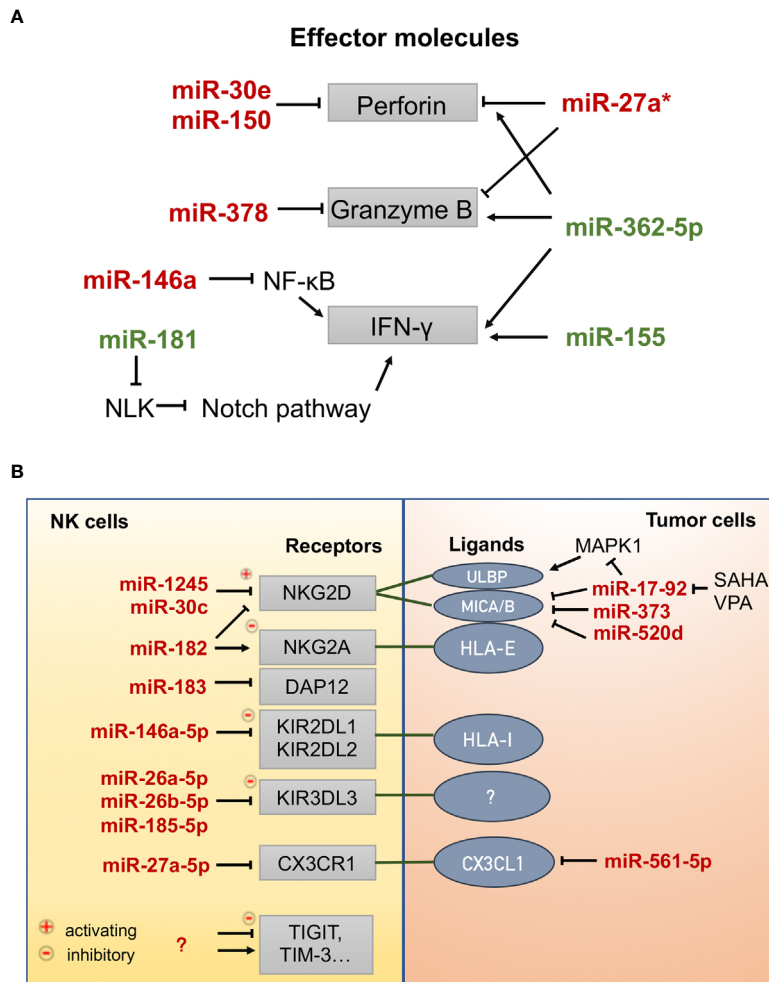 A
Effector molecules
miR-30e
miR-150
Perforin
miR-27a*
miR-378
Granzyme B
miR-362-5p
miR-146a
NF-κB
IFN-γ
miR-181
miR-155
NLK
Notch pathway
B
NK cells
Tumor cells
Receptors
Ligands
MAPK1
miR-1245
miR-30c
+
NKG2D
ULBP
MICA/B
miR-17-92
miR-373
miR-520d
SAHA
VPA
miR-182
-
NKG2A
HLA-E
miR-183
DAP12
miR-146a-5p
-
KIR2DL1
KIR2DL2
HLA-I
miR-26a-5p
miR-26b-5p
miR-185-5p
-
KIR3DL3
?
miR-27a-5p
CX3CR1
CX3CL1
miR-561-5p
+ activating
- inhibitory
?
-
TIGIT,
TIM-3...